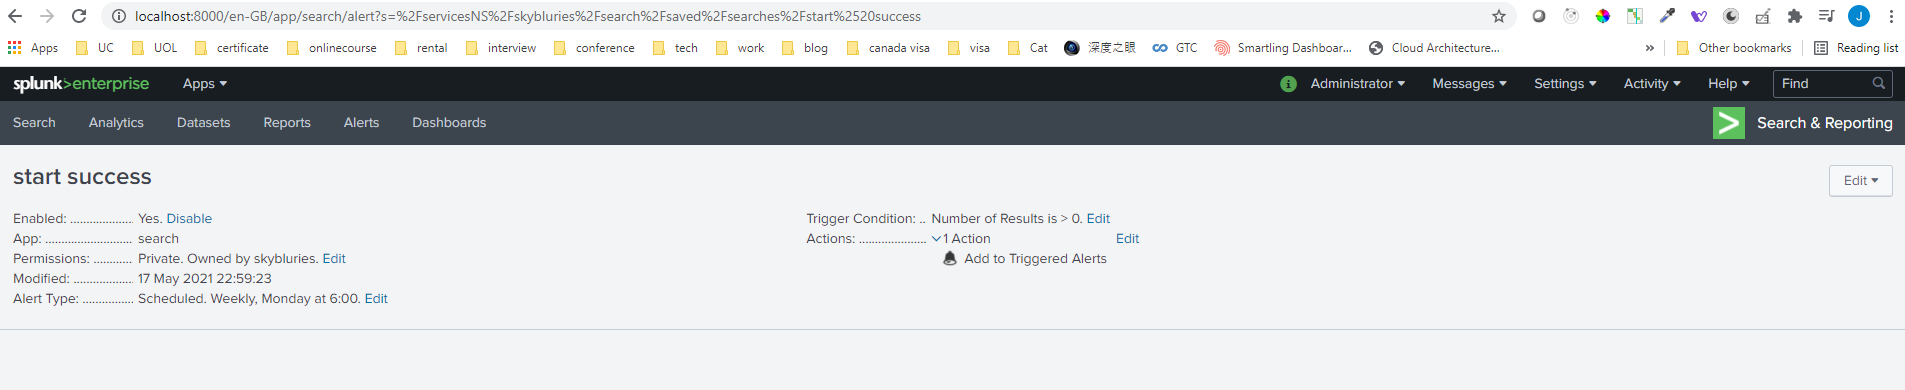 localhost:8000/en-GB/app/search/alert?s=%2FservicesNS%2Fskybluries%2Fsearch%2Fsaved%2Fsearches%2Fstart%2520success
J
Apps UC UOL certificate onlinecourse rental interview conference tech work blog canada visa visa Cat 深度之眼 GTC Smartling Dashboar... Cloud Architecture... » Other bookmarks Reading list
splunk>enterprise Apps Administrator Messages Settings Activity Help Find
Search Analytics Datasets Reports Alerts Dashboards Search & Reporting
start success
Edit
Enabled: ................... Yes. Disable
App: .......................... search
Permissions: ............ Private. Owned by skybluries. Edit
Modified: .................. 17 May 2021 22:59:23
Alert Type: ................ Scheduled. Weekly, Monday at 6:00. Edit
Trigger Condition: .. Number of Results is > 0. Edit
Actions: ..................... 1 Action Edit
Add to Triggered Alerts